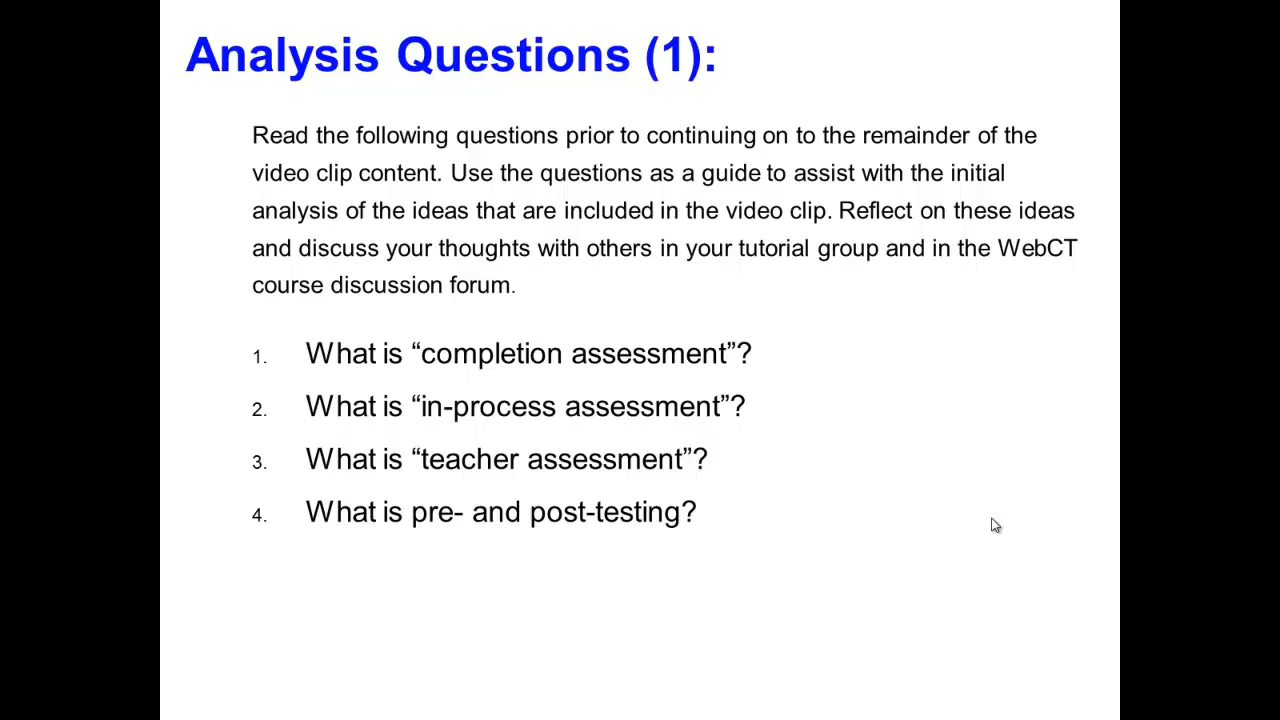 Analysis Questions (1):
Read the following questions prior to continuing on to the remainder of the
video clip content. Use the questions as a guide to assist with the initial
analysis of the ideas that are included in the video clip. Reflect on these ideas
and discuss your thoughts with others in your tutorial group and in the WebCT
course discussion forum.
1. What is “completion assessment”?
2. What is “in-process assessment”?
3. What is “teacher assessment”?
4. What is pre- and post-testing?